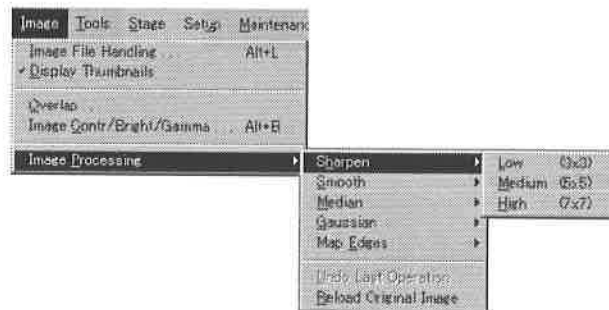 Image Tools Stage Setup Maintenanc
Image File Handling ... Alt+L
✓ Display Thumbnails
Overlap ...
Image Contr/Bright/Gamma ... Alt+B
Image Processing
Sharpen
Smooth
Median
Gaussian
Map Edges
Undo Last Operation
Reload Original Image
Low (3x3)
Medium (5x5)
High (7x7)